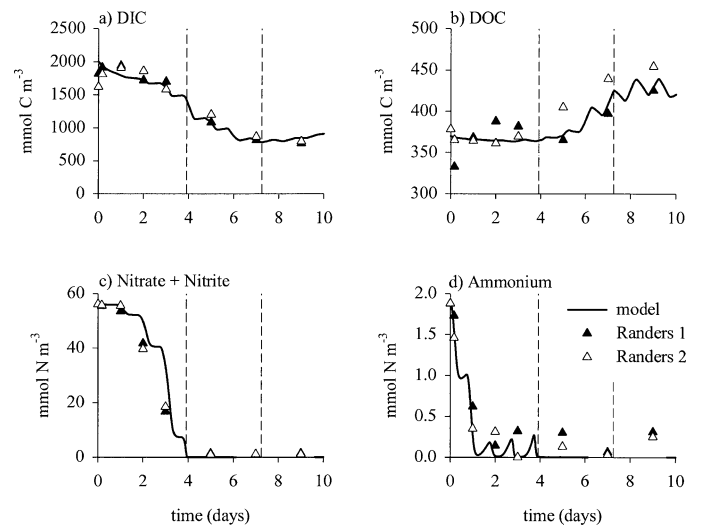 a) DIC
2500
2000
1500
1000
500
0
mmol C m-3
0 2 4 6 8 10
b) DOC
500
450
400
350
300
mmol C m-3
0 2 4 6 8 10
c) Nitrate + Nitrite
60
40
20
0
mmol N m-3
0 2 4 6 8 10
time (days)
d) Ammonium
2.0
1.5
1.0
0.5
0.0
mmol N m-3
0 2 4 6 8 10
time (days)
model
Randers 1
Randers 2